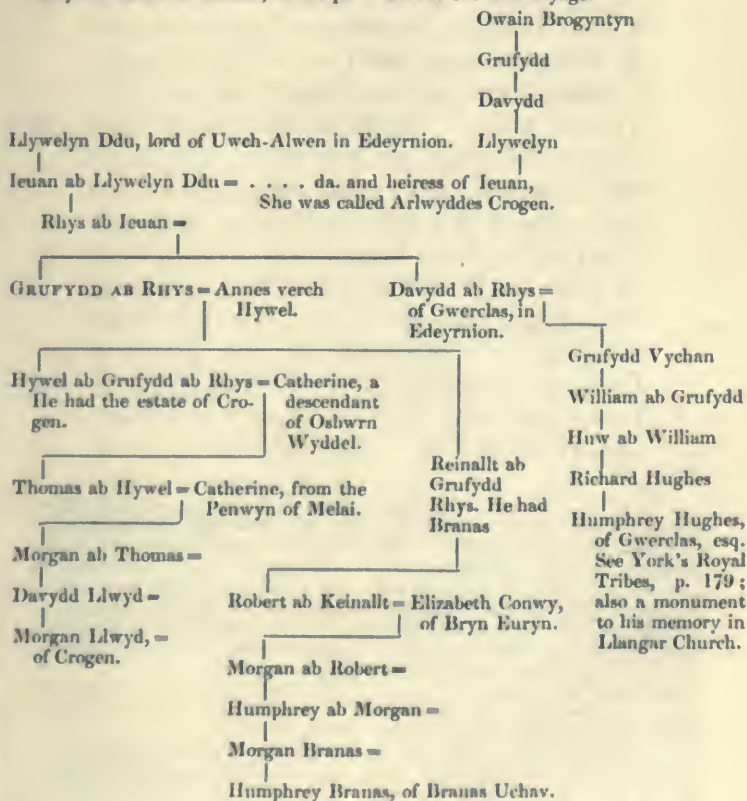 Owain Brogyntyn
Grufydd
Davydd
Llywelyn Ddu, lord of Uwch-Alwen in Edeyrnion. Llywelyn
Ieuan ab Llywelyn Ddu = . . . . da. and heiress of Ieuan,
She was called Arlwyddes Crogen.
Rhys ab Ieuan =
GRUFYDD AB RHYS = Annes verch
Hywel.
Davydd ab Rhys =
of Gwerclas, in
Edeyrnion.
Grufydd Vychan
William ab Grufydd
Huw ab William
Richard Hughes
Humphrey Hughes,
of Gwerclas, esq.
See York's Royal
Tribes, p. 179;
also a monument
to his memory in
Llangar Church.
Hywel ab Grufydd ab Rhys = Catherine, a
He had the estate of Cro-
gen.
descendant
of Osbwrn
Wyddel.
Reinallt ab
Grufydd
Rhys. He had
Branas
Thomas ab Hywel = Catherine, from the
Penwyn of Melai.
Morgan ab Thomas =
Davydd Llwyd =
Morgan Llwyd, =
of Crogen.
Robert ab Keinallt = Elizabeth Conwy,
of Bryn Euryn.
Morgan ab Robert =
Humphrey ab Morgan =
Morgan Branas =
Humphrey Branas, of Branas Uchav.